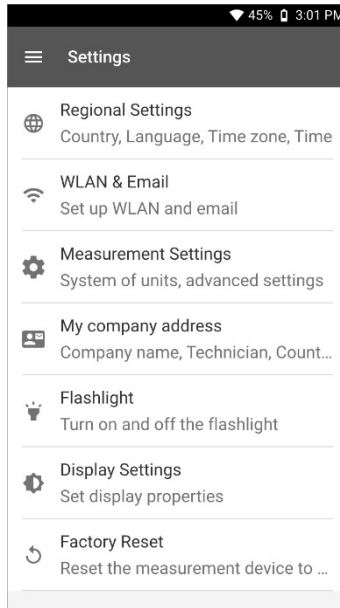 45% 3:01 PM
Settings
Regional Settings
Country, Language, Time zone, Time
WLAN & Email
Set up WLAN and email
Measurement Settings
System of units, advanced settings
My company address
Company name, Technician, Count...
Flashlight
Turn on and off the flashlight
Display Settings
Set display properties
Factory Reset
Reset the measurement device to ...